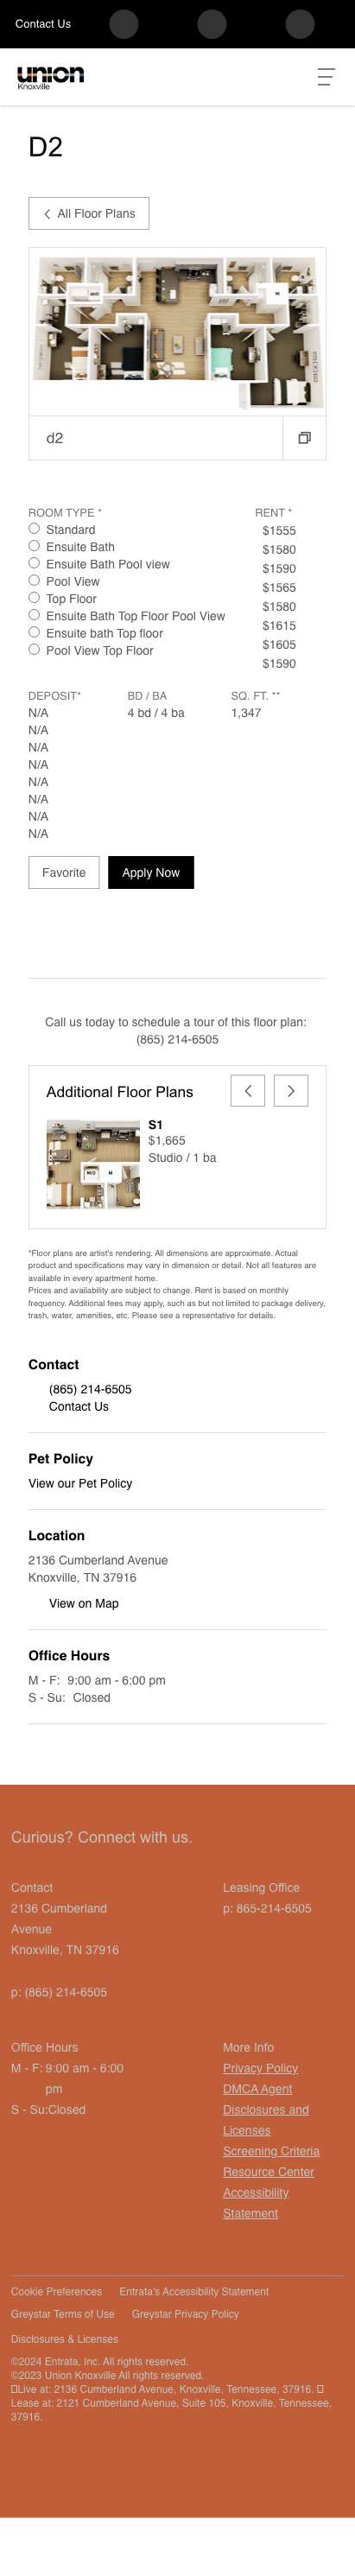 Contact Us
union
Knoxville
D2
All Floor Plans
d2
ROOM TYPE * RENT *
Standard $1555
Ensuite Bath $1580
Ensuite Bath Pool view $1590
Pool View $1565
Top Floor $1580
Ensuite Bath Top Floor Pool View $1615
Ensuite bath Top floor $1605
Pool View Top Floor $1590
DEPOSIT* BD / BA SQ. FT. **
N/A 4 bd / 4 ba 1,347
N/A
N/A
N/A
N/A
N/A
N/A
N/A
Favorite Apply Now
Call us today to schedule a tour of this floor plan:
(865) 214-6505
Additional Floor Plans
S1
$1,665
Studio / 1 ba
*Floor plans are artist's rendering. All dimensions are approximate. Actual
product and specifications may vary in dimension or detail. Not all features are
available in every apartment home.
Prices and availability are subject to change. Rent is based on monthly
frequency. Additional fees may apply, such as but not limited to package delivery,
trash, water, amenities, etc. Please see a representative for details.
Contact
(865) 214-6505
Contact Us
Pet Policy
View our Pet Policy
Location
2136 Cumberland Avenue
Knoxville, TN 37916
View on Map
Office Hours
M - F: 9:00 am - 6:00 pm
S - Su: Closed
Curious? Connect with us.
Contact
2136 Cumberland
Avenue
Knoxville, TN 37916
p: (865) 214-6505
Leasing Office
p: 865-214-6505
Office Hours
M - F: 9:00 am - 6:00
pm
S - Su:Closed
More Info
Privacy Policy
DMCA Agent
Disclosures and
Licenses
Screening Criteria
Resource Center
Accessibility
Statement
Cookie Preferences Entrata's Accessibility Statement
Greystar Terms of Use Greystar Privacy Policy
Disclosures & Licenses
©2024 Entrata, Inc. All rights reserved.
©2023 Union Knoxville All rights reserved.
Live at: 2136 Cumberland Avenue, Knoxville, Tennessee, 37916.
Lease at: 2121 Cumberland Avenue, Suite 105, Knoxville, Tennessee,
37916.